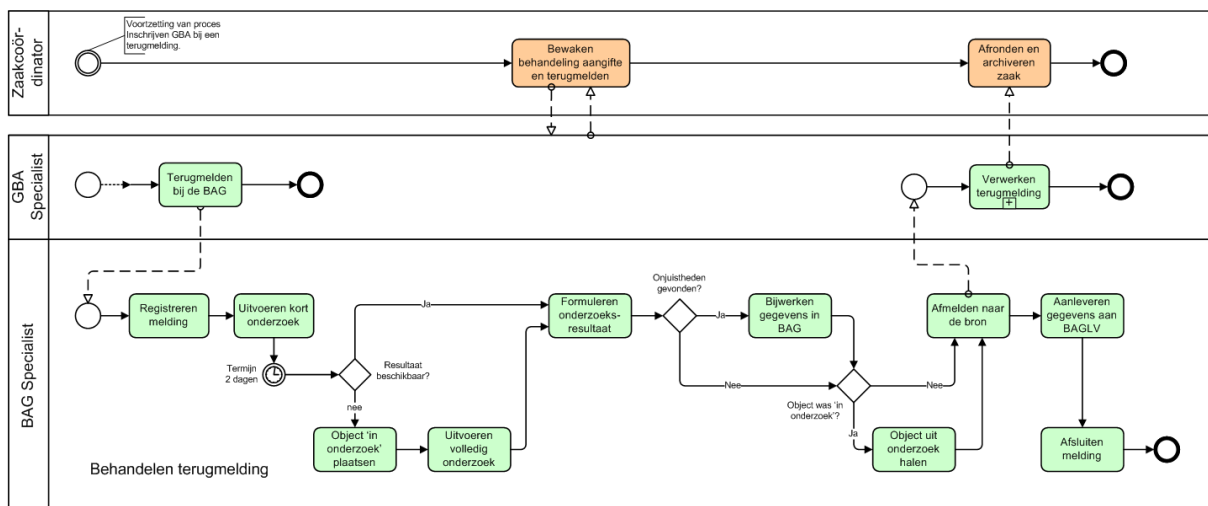 Zaakcoör-
dinator
Voortzetting van proces
Inschrijven GBA bij een
terugmelding.
Bewaken
behandeling aangifte
en terugmelden
Afronden en
archiveren
zaak
GBA
Specialist
Terugmelden
bij de BAG
Verwerken
terugmelding
+
BAG Specialist
Registreren
melding
Uitvoeren kort
onderzoek
Termijn
2 dagen
Resultaat
beschikbaar?
Ja
nee
Object ‘in
onderzoek’
plaatsen
Uitvoeren
volledig
onderzoek
Formuleren
onderzoeks-
resultaat
Onjuistheden
gevonden?
Ja
Nee
Bijwerken
gegevens in
BAG
Object was ‘in
onderzoek’?
Nee
Ja
Object uit
onderzoek
halen
Afmelden naar
de bron
Aanleveren
gegevens aan
BAGLV
Afsluiten
melding
Behandelen terugmelding